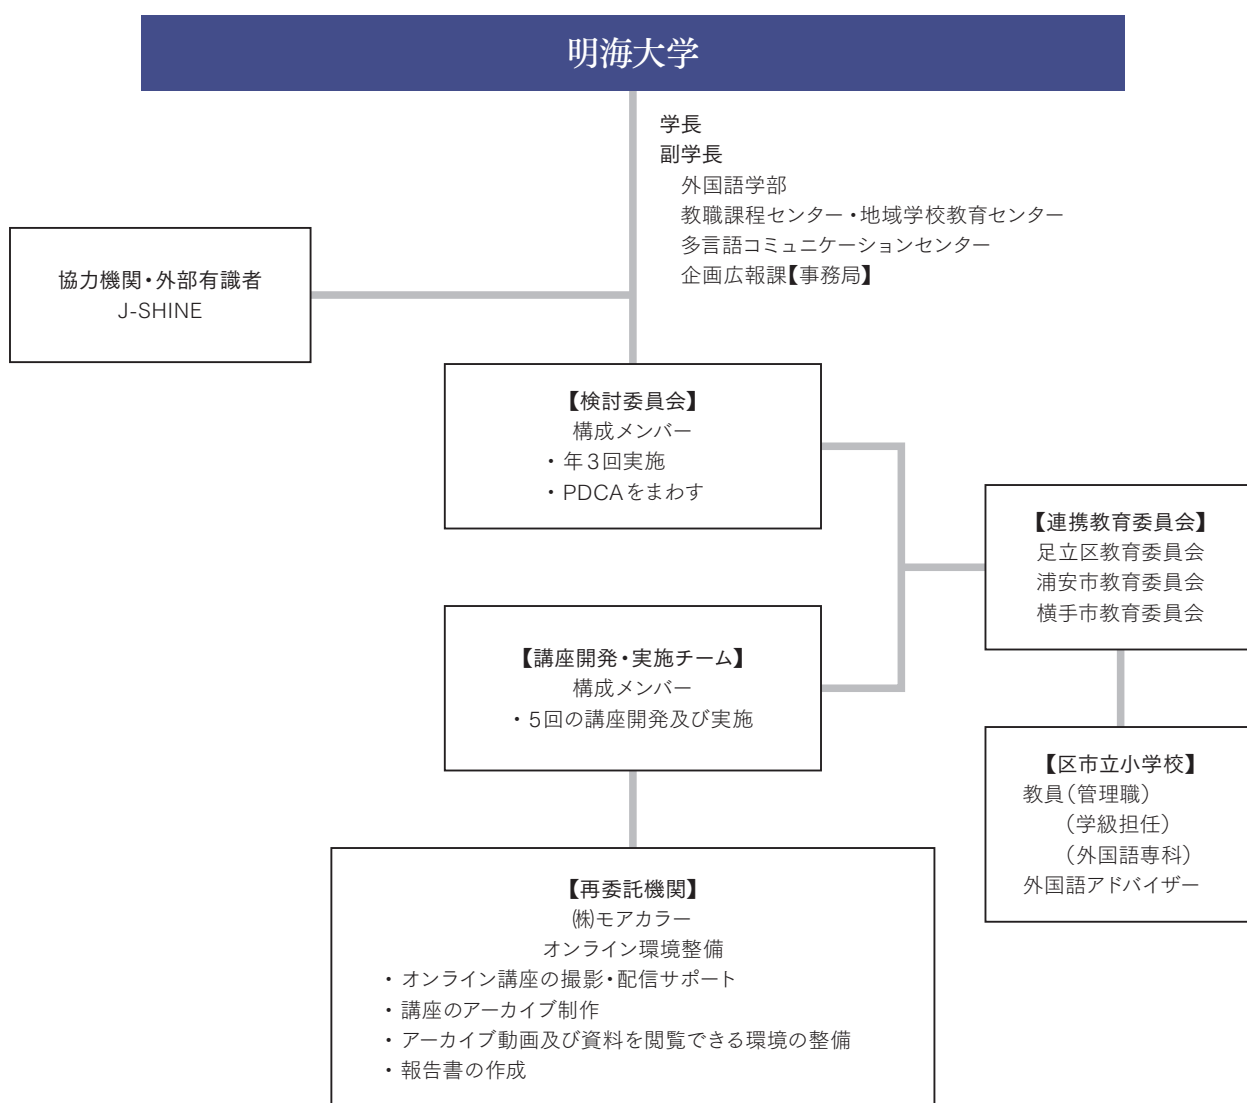 明海大学
学長
副学長
外国語学部
教職課程センター・地域学校教育センター
多言語コミュニケーションセンター
企画広報課【事務局】
協力機関・外部有識者
J-SHINE
【検討委員会】
構成メンバー
・年3回実施
・PDCAをまわす
【連携教育委員会】
足立区教育委員会
浦安市教育委員会
横手市教育委員会
【講座開発・実施チーム】
構成メンバー
・5回の講座開発及び実施
【区市立小学校】
教員（管理職）
（学級担任）
（外国語専科）
外国語アドバイザー
【再委託機関】
㈱モアカラー
オンライン環境整備
・オンライン講座の撮影・配信サポート
・講座のアーカイブ制作
・アーカイブ動画及び資料を閲覧できる環境の整備
・報告書の作成